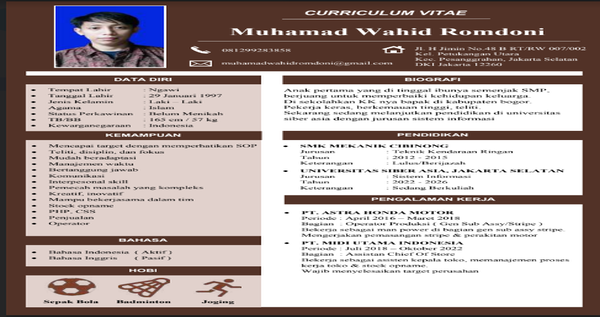 CURRICULUM VITAE
Muhamad Wahid Romdoni
081299283858
muhamadwahidromdoni@gmail.com
Jl. H Jimin No.48 B RT/RW 007/002
Kel. Petukangan Utara
Kec. Pesanggrahan, Jakarta Selatan
DKI Jakarta 12260
DATA DIRI
Tempat Lahir : Ngawi
Tanggal Lahir : 29 Januari 1997
Jenis Kelamin : Laki – Laki
Agama : Islam
Status Perkawinan : Belum Menikah
TB/BB : 165 cm / 57 kg
Kewarganegaraan : Indonesia
KEMAMPUAN
Mencapai target dengan memperhatikan SOP
Teliti, disiplin, dan fokus
Mudah beradaptasi
Manajemen waktu
Bertanggung jawab
Komunikasi
Interpersonal skill
Pemecah masalah yang kompleks
Kreatif, inovatif
Mampu bekerjasama dalam tim
Stock opname
PHP, CSS
Penjualan
Operator
BAHASA
Bahasa Indonesia ( Aktif )
Bahasa Inggris ( Pasif )
HOBI
Sepak Bola
Badminton
Joging
BIOGRAFI
Anak pertama yang di tinggal ibunya semenjak SMP,
berjuang untuk memperbaiki kehidupan keluarga.
Di sekolahkan KK nya bapak di kabupaten bogor.
Pekerja keras, berkemauan tinggi, telti.
Sekarang sedang melanjutkan pendidikan di universitas
siber asia dengan jurusan sistem informasi
PENDIDIKAN
SMK MEKANIK CIBINONG
Jurusan : Teknik Kendaraan Ringan
Tahun : 2012 - 2015
Keterangan : Lulus/Berijazah
UNIVERSITAS SIBER ASIA, JAKARTA SELATAN
Jurusan : Sistem Informasi
Tahun : 2022 - 2026
Keterangan : Sedang Berkuliah
PENGALAMAN KERJA
PT. ASTRA HONDA MOTOR
Periode : April 2016 – Maret 2018
Bagian : Operator Produksi ( Gen Sub Assy/Stripe )
Bekerja sebagai man power di bagian gen sub assy stripe.
Mengerjakan pemasangan stripe & perakitan motor
PT. MIDI UTAMA INDONESIA
Periode : Juli 2018 – Oktober 2022
Bagian : Assistan Chief Of Store
Bekerja sebagai asisten kepala toko, memanajemen proses
kerja toko & stock opname.
Wajib menyelesaikan target perusahan